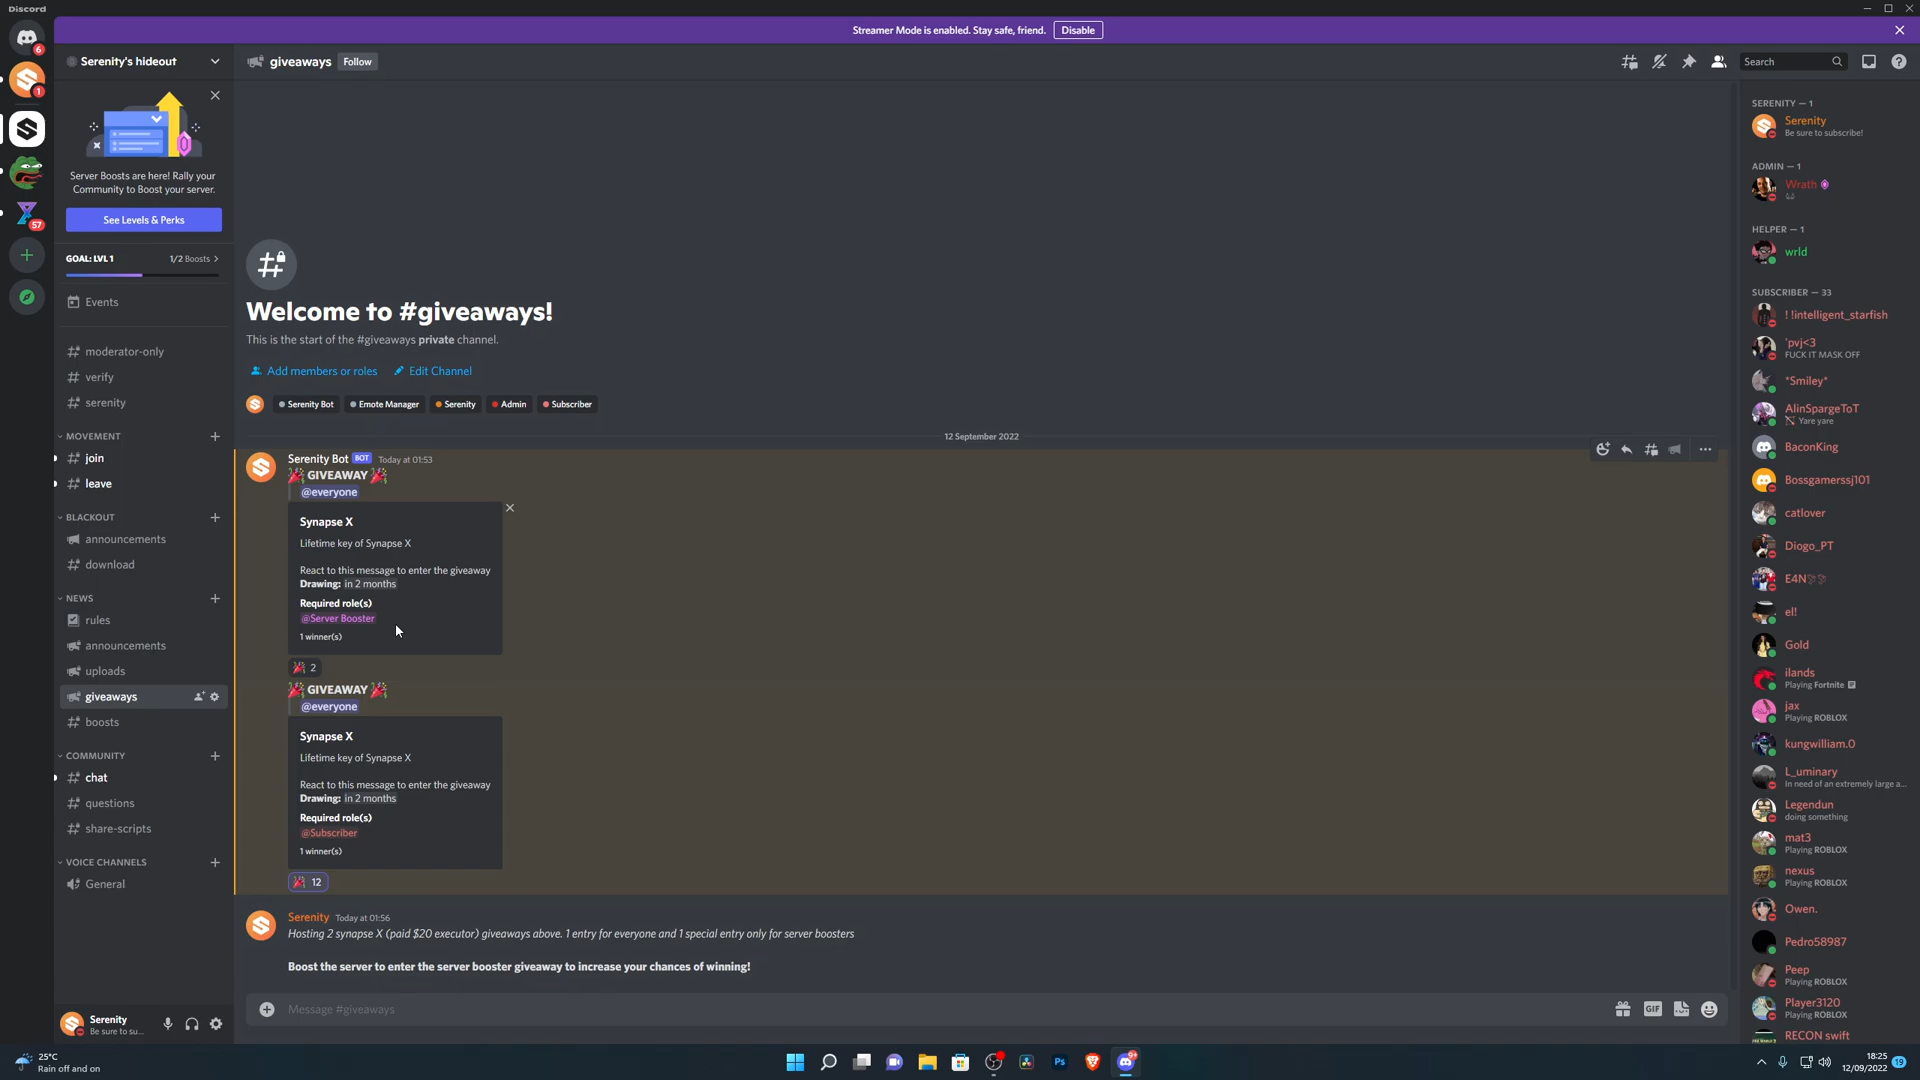 Discord
Streamer Mode is enabled. Stay safe, friend.
Disable
6
1
57
Serenity's hideout
Server Boosts are here! Rally your
Community to Boost your server.
See Levels & Perks
GOAL: LVL 1
1/2 Boosts
Events
moderator-only
verify
serenity
MOVEMENT
join
leave
BLACKOUT
announcements
download
NEWS
rules
announcements
uploads
giveaways
boosts
COMMUNITY
chat
questions
share-scripts
VOICE CHANNELS
General
Serenity
Be sure to su...
giveaways
Follow
Search
Welcome to #giveaways!
This is the start of the #giveaways private channel.
Add members or roles
Edit Channel
Serenity Bot
Emote Manager
Serenity
Admin
Subscriber
12 September 2022
Serenity Bot BOT Today at 01:53
GIVEAWAY
@everyone
Synapse X
Lifetime key of Synapse X
React to this message to enter the giveaway
Drawing: in 2 months
Required role(s)
@Server Booster
1 winner(s)
2
GIVEAWAY
@everyone
Synapse X
Lifetime key of Synapse X
React to this message to enter the giveaway
Drawing: in 2 months
Required role(s)
@Subscriber
1 winner(s)
12
Serenity Today at 01:56
Hosting 2 synapse X (paid $20 executor) giveaways above. 1 entry for everyone and 1 special entry only for server boosters
Boost the server to enter the server booster giveaway to increase your chances of winning!
Message #giveaways
GIF
SERENITY — 1
Serenity
Be sure to subscribe!
ADMIN — 1
Wrath
HELPER — 1
wrld
SUBSCRIBER — 33
! !intelligent_starfish
'pvj<3
FUCK IT MASK OFF
*Smiley*
AlinSpargeToT
Yare yare
BaconKing
Bossgamerssj101
catlover
Diogo_PT
E4N
el!
Gold
ilands
Playing Fortnite
jax
Playing ROBLOX
kungwilliam.0
L_uminary
In need of an extremely large a...
Legendun
doing something
mat3
Playing ROBLOX
nexus
Playing ROBLOX
Owen.
Pedro58987
Peep
Playing ROBLOX
Player3120
Playing ROBLOX
RECON swift
25°C
Rain off and on
Ps
9+
18:25
12/09/2022
19